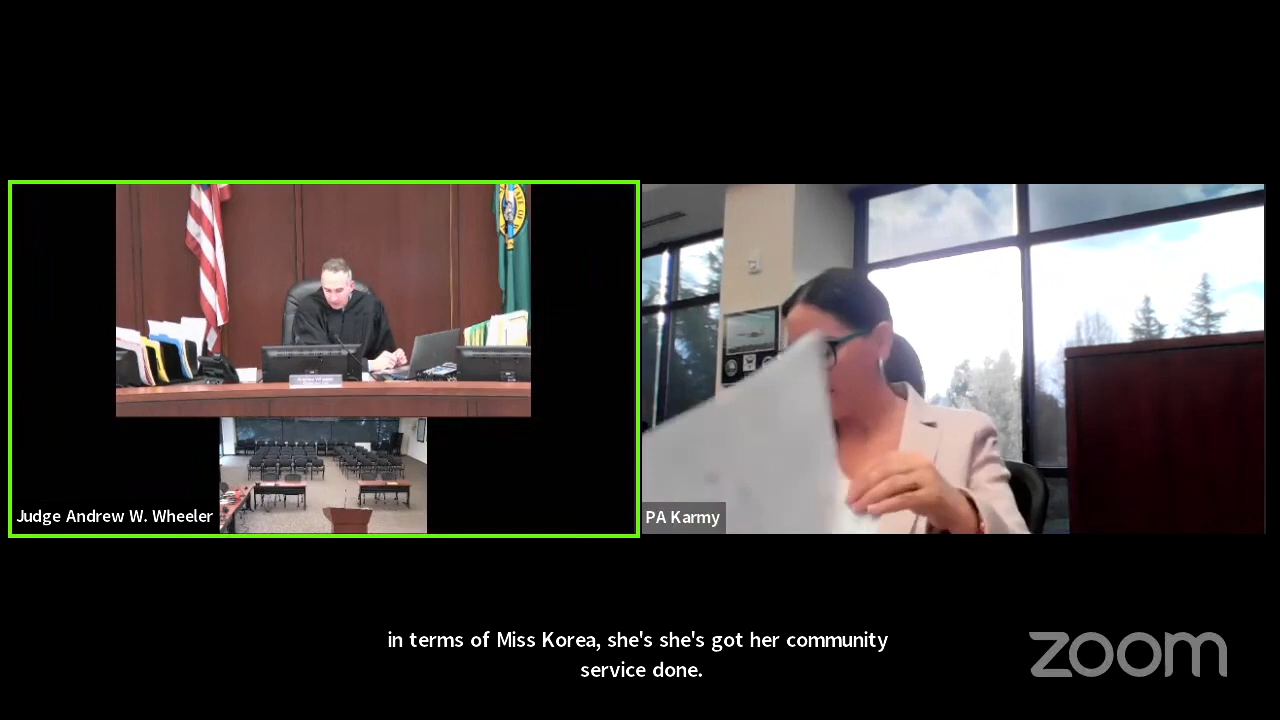 Judge Andrew W. Wheeler
PA Karmy
in terms of Miss Korea, she's she's got her community
service done.
zoom